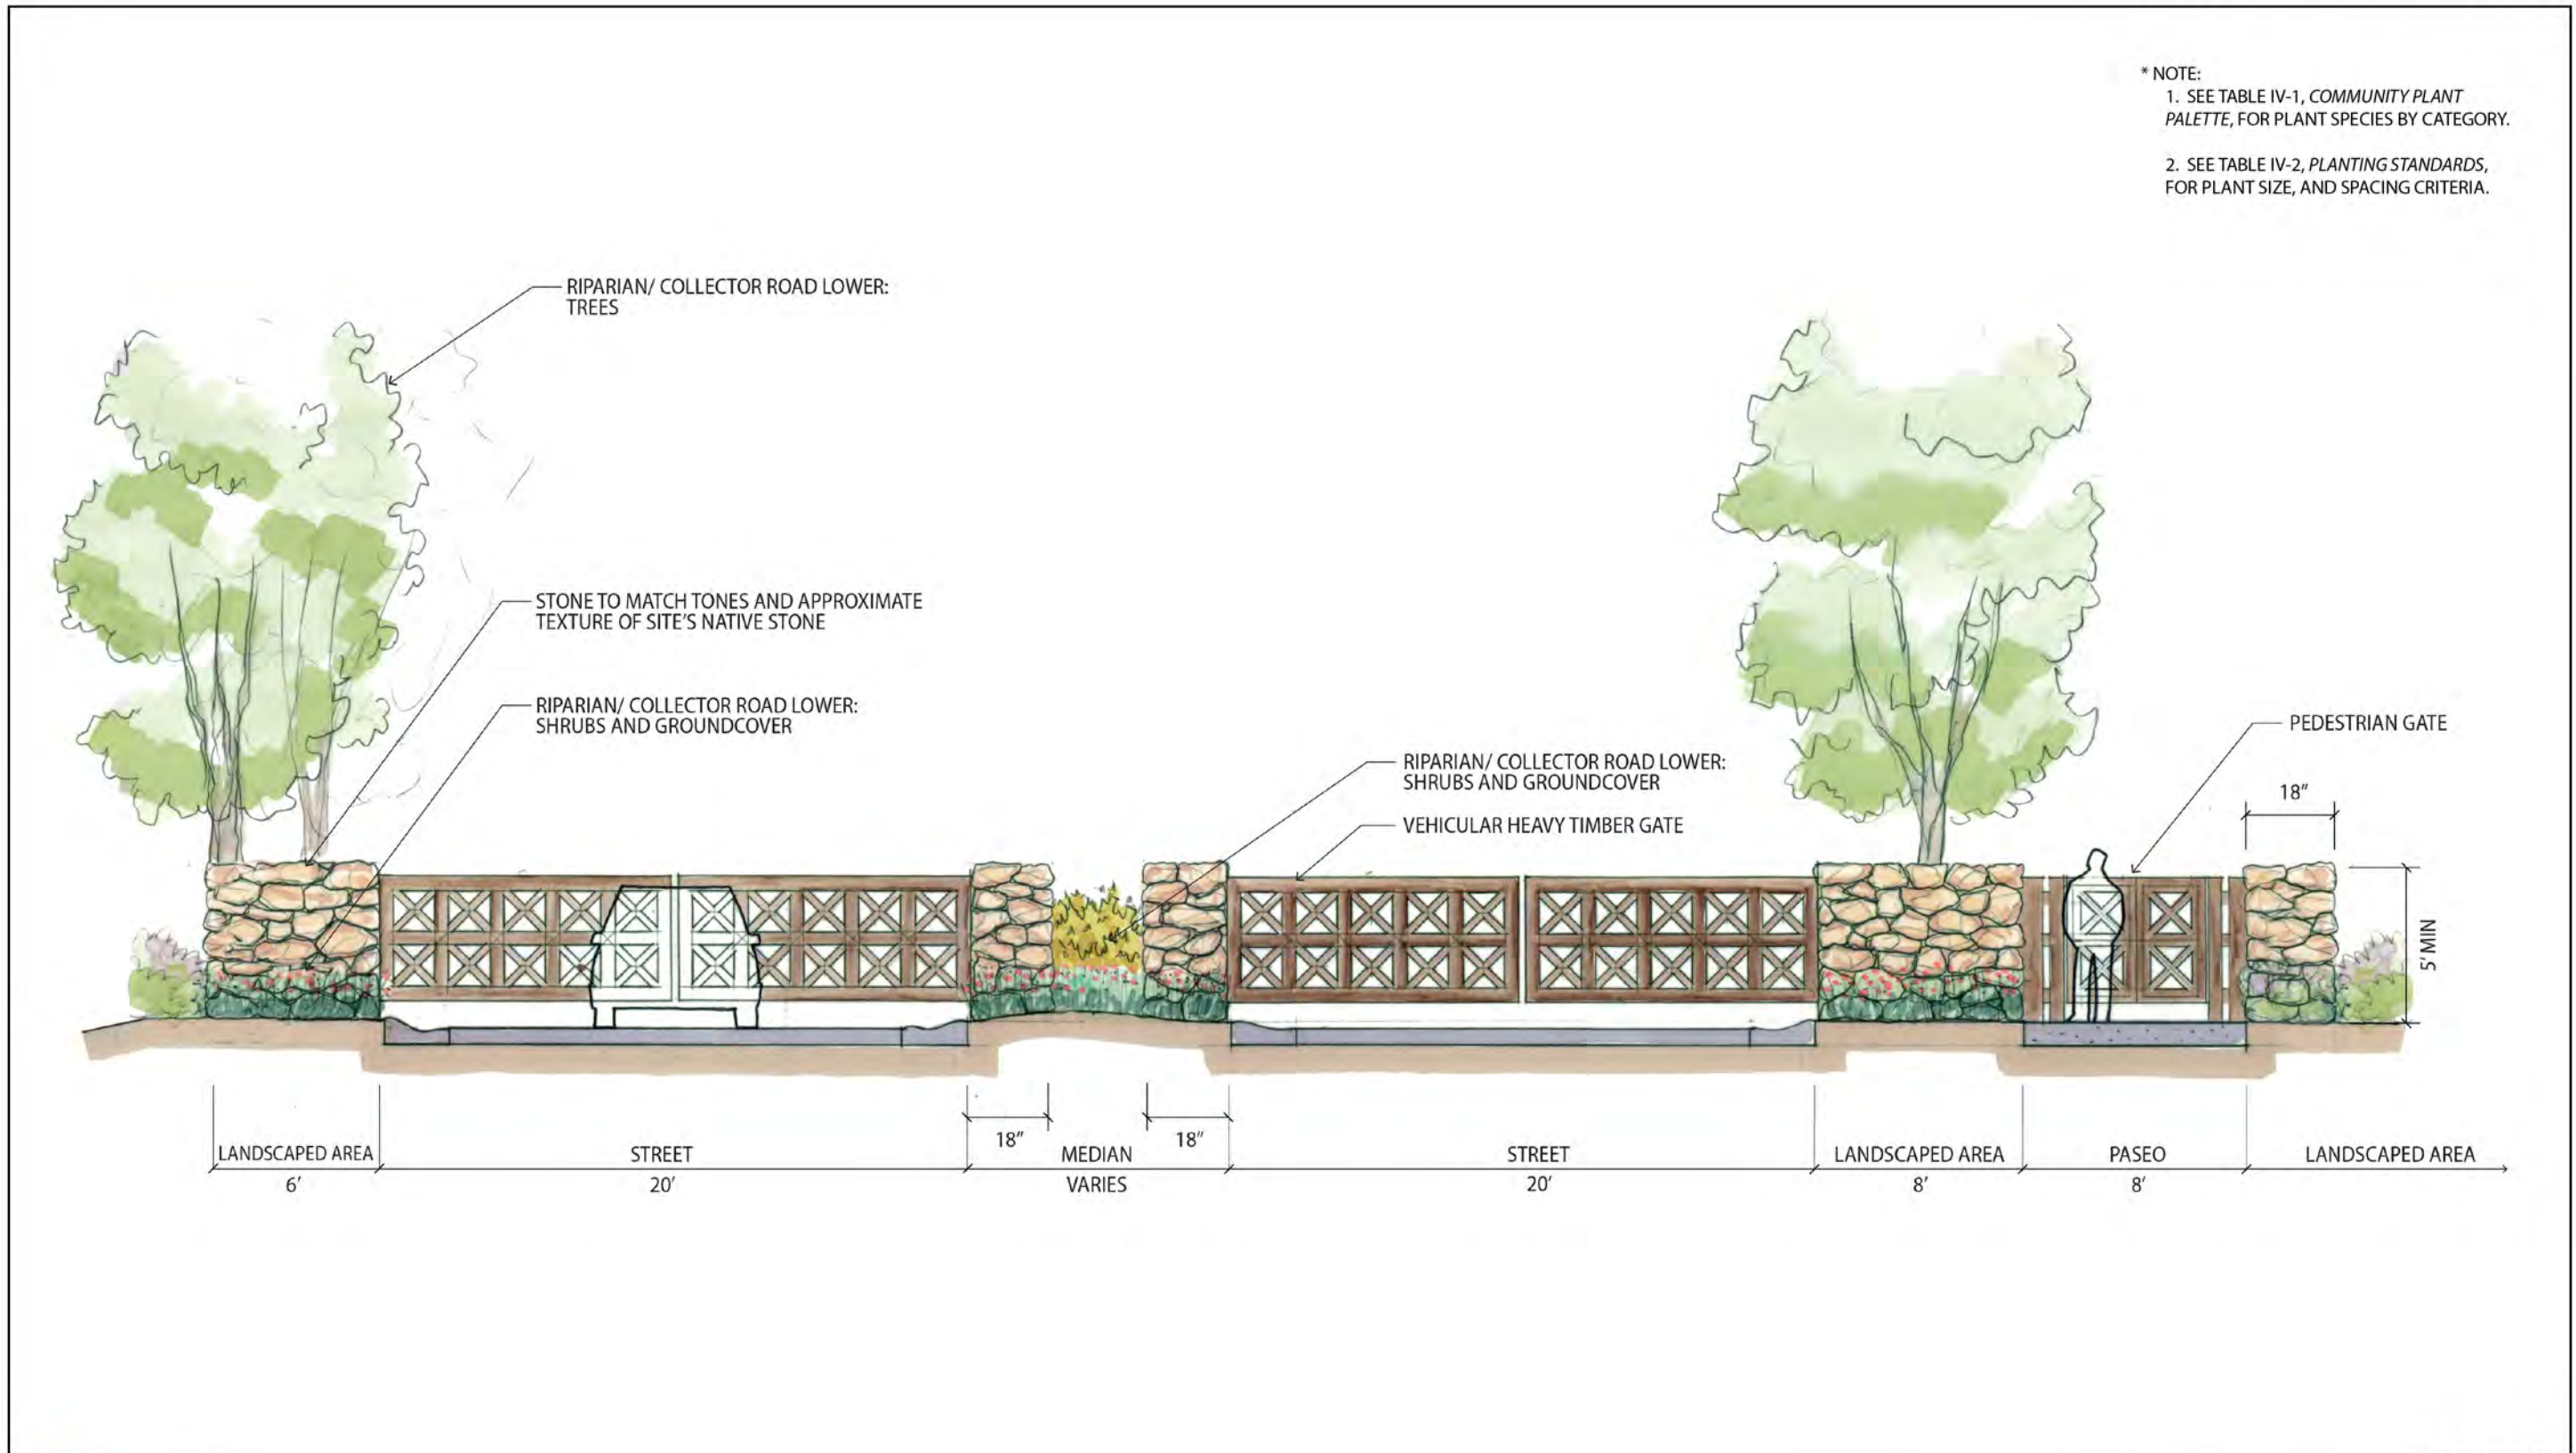 * NOTE:
1. SEE TABLE IV-1, COMMUNITY PLANT
PALETTE, FOR PLANT SPECIES BY CATEGORY.
2. SEE TABLE IV-2, PLANTING STANDARDS,
FOR PLANT SIZE, AND SPACING CRITERIA.
RIPARIAN/ COLLECTOR ROAD LOWER:
TREES
STONE TO MATCH TONES AND APPROXIMATE
TEXTURE OF SITE'S NATIVE STONE
RIPARIAN/ COLLECTOR ROAD LOWER:
SHRUBS AND GROUNDCOVER
RIPARIAN/ COLLECTOR ROAD LOWER:
SHRUBS AND GROUNDCOVER
VEHICULAR HEAVY TIMBER GATE
PEDESTRIAN GATE
18"
5' MIN
18"
18"
LANDSCAPED AREA
6'
STREET
20'
MEDIAN
VARIES
STREET
20'
LANDSCAPED AREA
8'
PASEO
8'
LANDSCAPED AREA